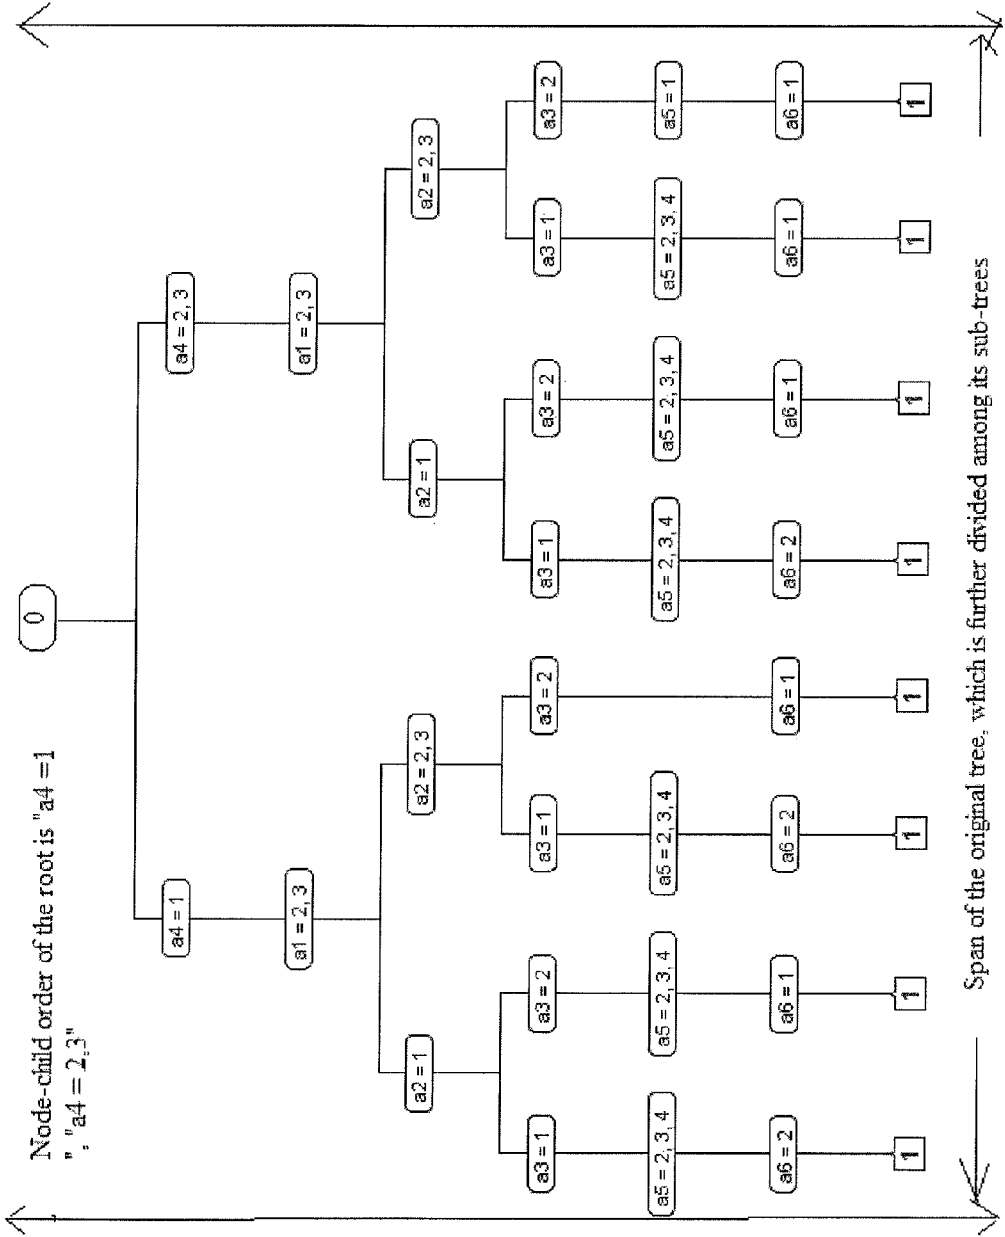 Node-child order of the root is "a4 =1
", "a4 = 2,3"
0
a4 = 1
a4 = 2, 3
a1 = 2, 3
a1 = 2, 3
a2 = 1
a2 = 2, 3
a2 = 1
a2 = 2, 3
a3 = 1
a3 = 2
a3 = 1
a3 = 2
a3 = 1
a3 = 2
a3 = 1
a3 = 2
a5 = 2, 3, 4
a5 = 2, 3, 4
a5 = 2, 3, 4
a5 = 2, 3, 4
a5 = 2, 3, 4
a5 = 2, 3, 4
a5 = 1
a6 = 2
a6 = 1
a6 = 2
a6 = 1
a6 = 2
a6 = 1
a6 = 1
a6 = 1
1
1
1
1
1
1
1
1
Span of the original tree, which is further divided among its sub-trees